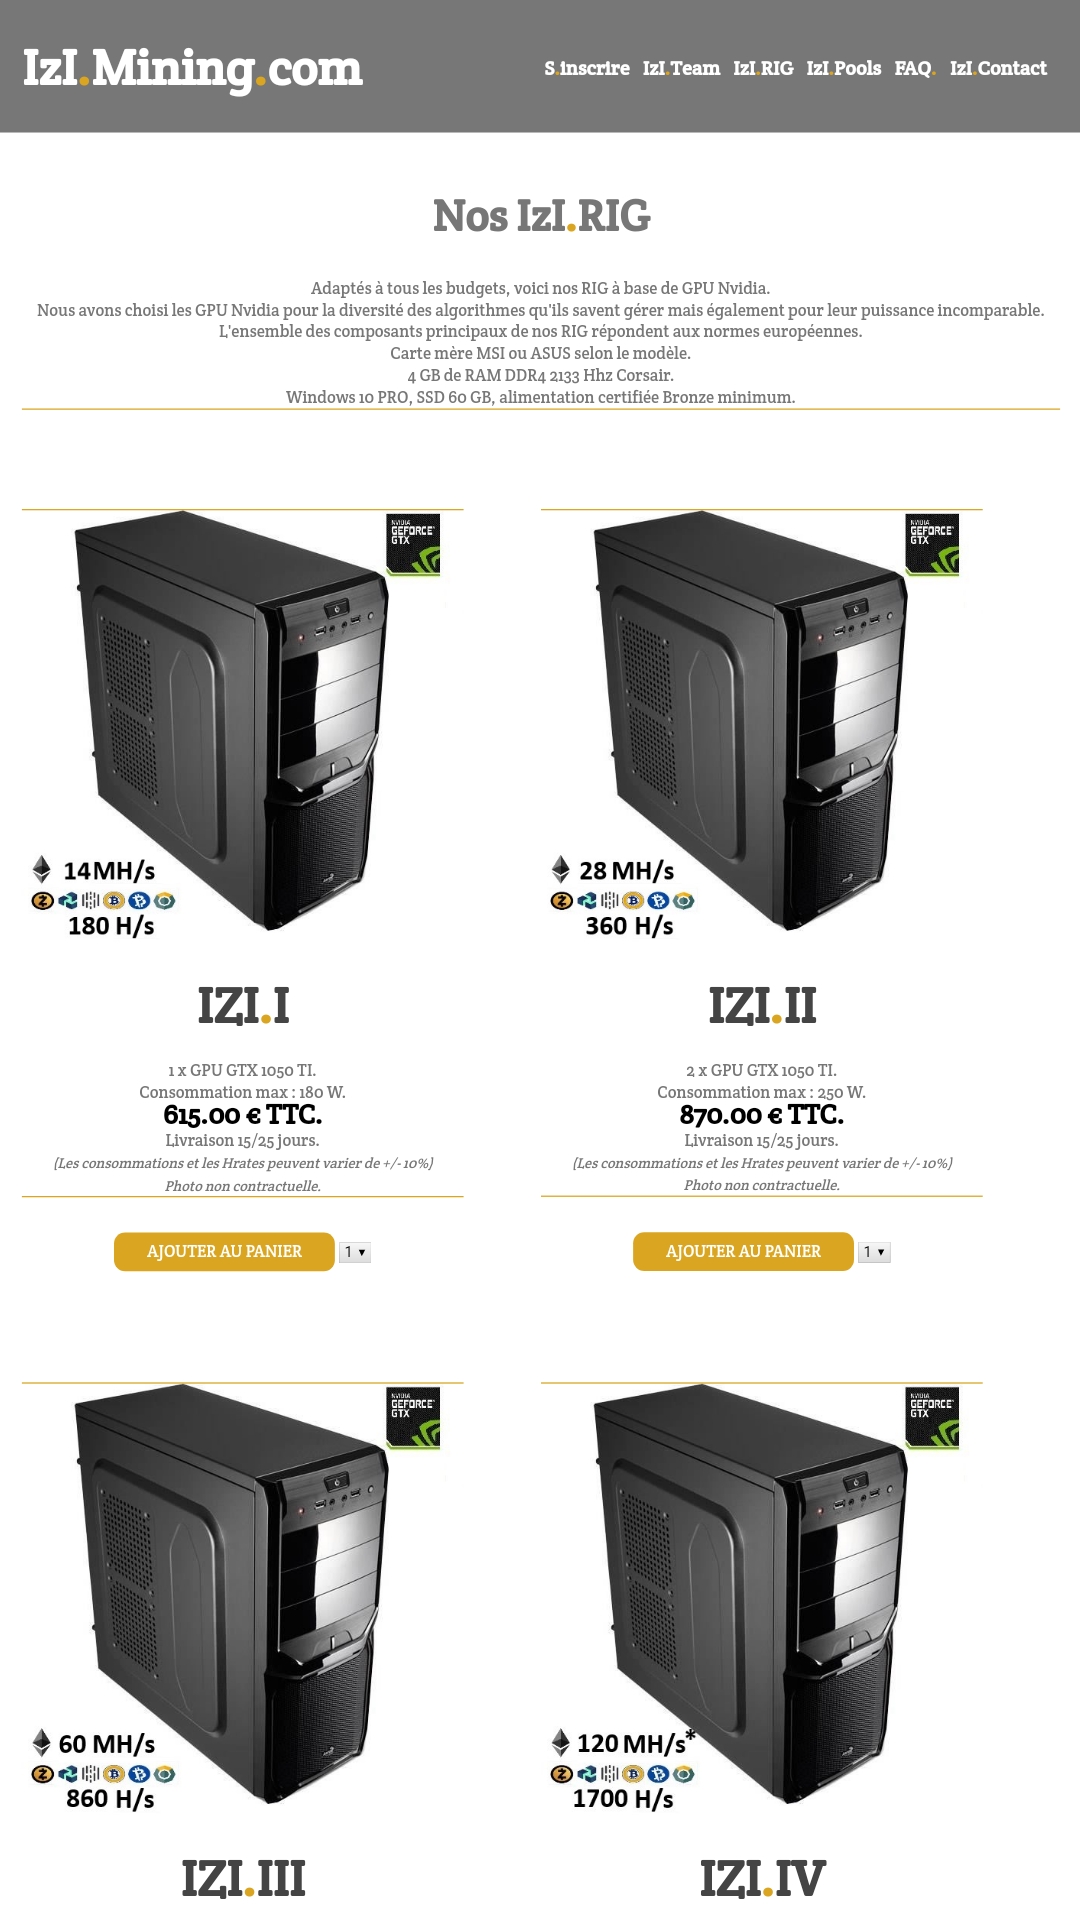 IzI.Mining.com
S.inscrire IzI.Team IzI.RIG IzI.Pools FAQ. IzI.Contact
Nos IzI.RIG
Adaptés à tous les budgets, voici nos RIG à base de GPU Nvidia.
Nous avons choisi les GPU Nvidia pour la diversité des algorithmes qu'ils savent gérer mais également pour leur puissance incomparable.
L'ensemble des composants principaux de nos RIG répondent aux normes européennes.
Carte mère MSI ou ASUS selon le modèle.
4 GB de RAM DDR4 2133 Hhz Corsair.
Windows 10 PRO, SSD 60 GB, alimentation certifiée Bronze minimum.
NVIDIA
GEFORCE
GTX
14MH/s
180 H/s
IZI.I
1 x GPU GTX 1050 TI.
Consommation max : 180 W.
615.00 € TTC.
Livraison 15/25 jours.
(Les consommations et les Hrates peuvent varier de +/- 10%)
Photo non contractuelle.
AJOUTER AU PANIER 1
NVIDIA
GEFORCE
GTX
28 MH/s
360 H/s
IZI.II
2 x GPU GTX 1050 TI.
Consommation max : 250 W.
870.00 € TTC.
Livraison 15/25 jours.
(Les consommations et les Hrates peuvent varier de +/- 10%)
Photo non contractuelle.
AJOUTER AU PANIER 1
NVIDIA
GEFORCE
GTX
60 MH/s
860 H/s
IZI.III
NVIDIA
GEFORCE
GTX
120 MH/s*
1700 H/s
IZI.IV